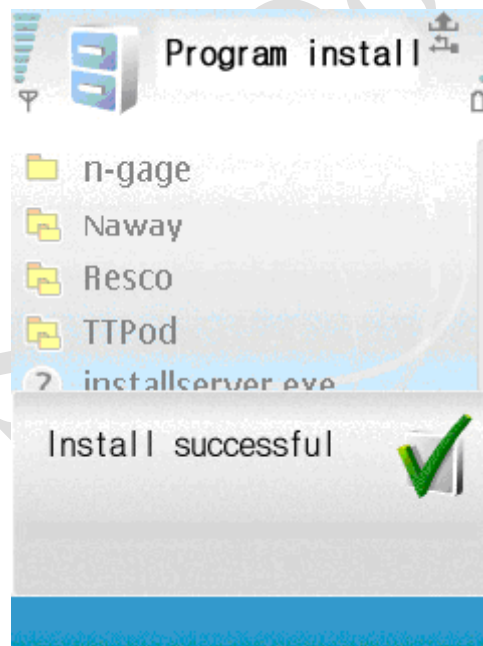 Program install
n-gage
Naway
Resco
TTPod
? installserver.exe
Install successful